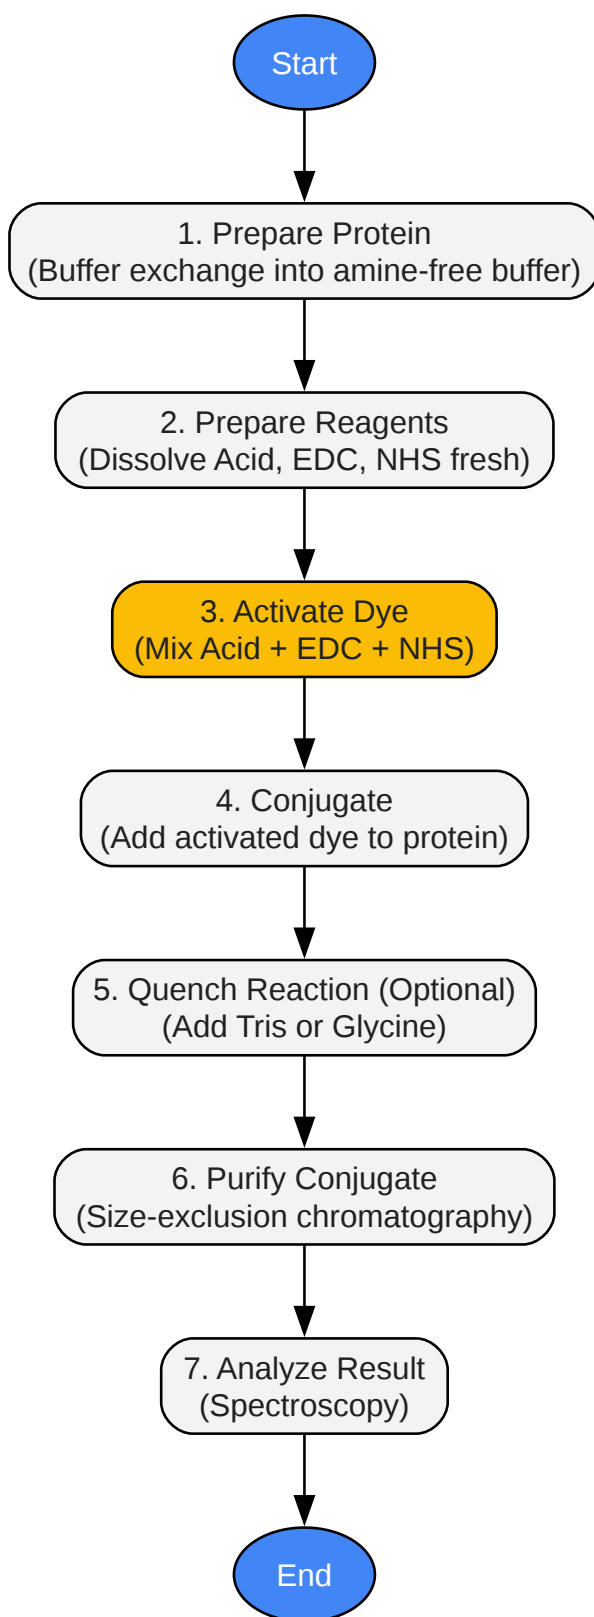 Start
1. Prepare Protein
(Buffer exchange into amine-free buffer)
2. Prepare Reagents
(Dissolve Acid, EDC, NHS fresh)
3. Activate Dye
(Mix Acid + EDC + NHS)
4. Conjugate
(Add activated dye to protein)
5. Quench Reaction (Optional)
(Add Tris or Glycine)
6. Purify Conjugate
(Size-exclusion chromatography)
7. Analyze Result
(Spectroscopy)
End